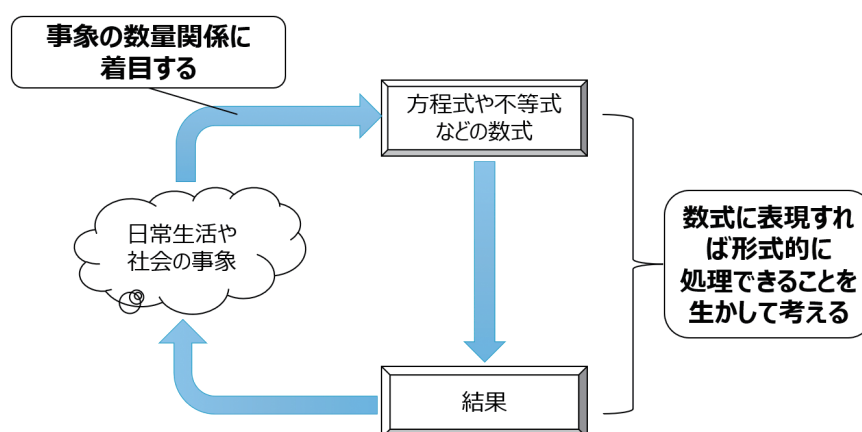 事象の数量関係に
着目する
方程式や不等式
などの数式
日常生活や
社会の事象
数式に表現すれ
ば形式的に
処理できることを
生かして考える
結果